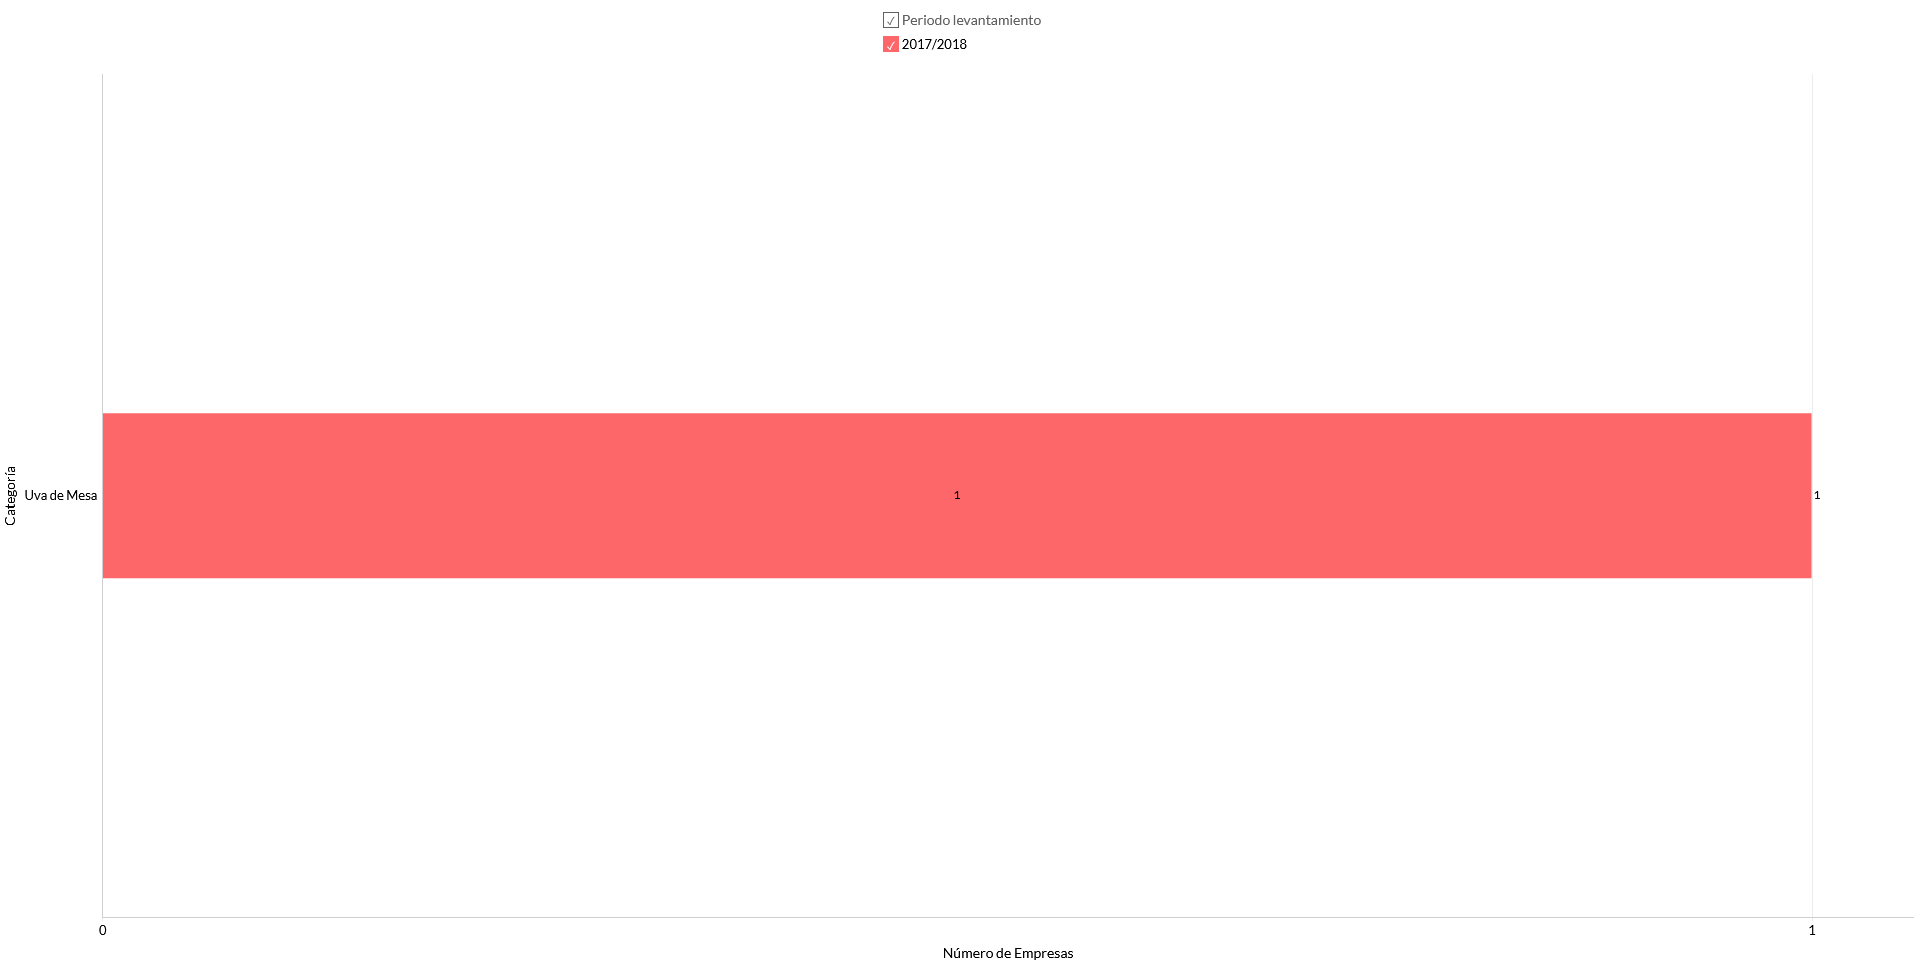 Periodo levantamiento
2017/2018
Categoría
Uva de Mesa
1
1
0
1
Número de Empresas